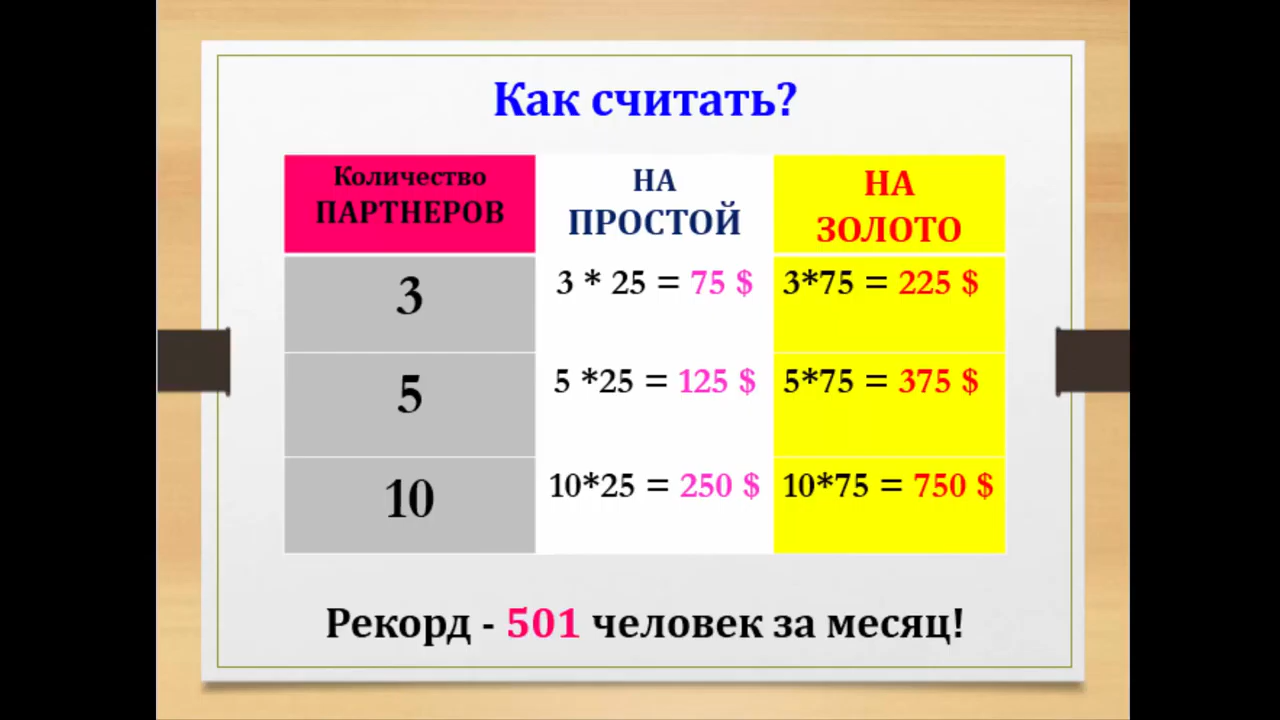 Как считать?
Количество
ПАРТНЕРОВ
НА
ПРОСТОЙ
НА
ЗОЛОТО
3
3 * 25 = 75 $
3*75 = 225 $
5
5 *25 = 125 $
5*75 = 375 $
10
10*25 = 250 $
10*75 = 750 $
Рекорд - 501 человек за месяц!